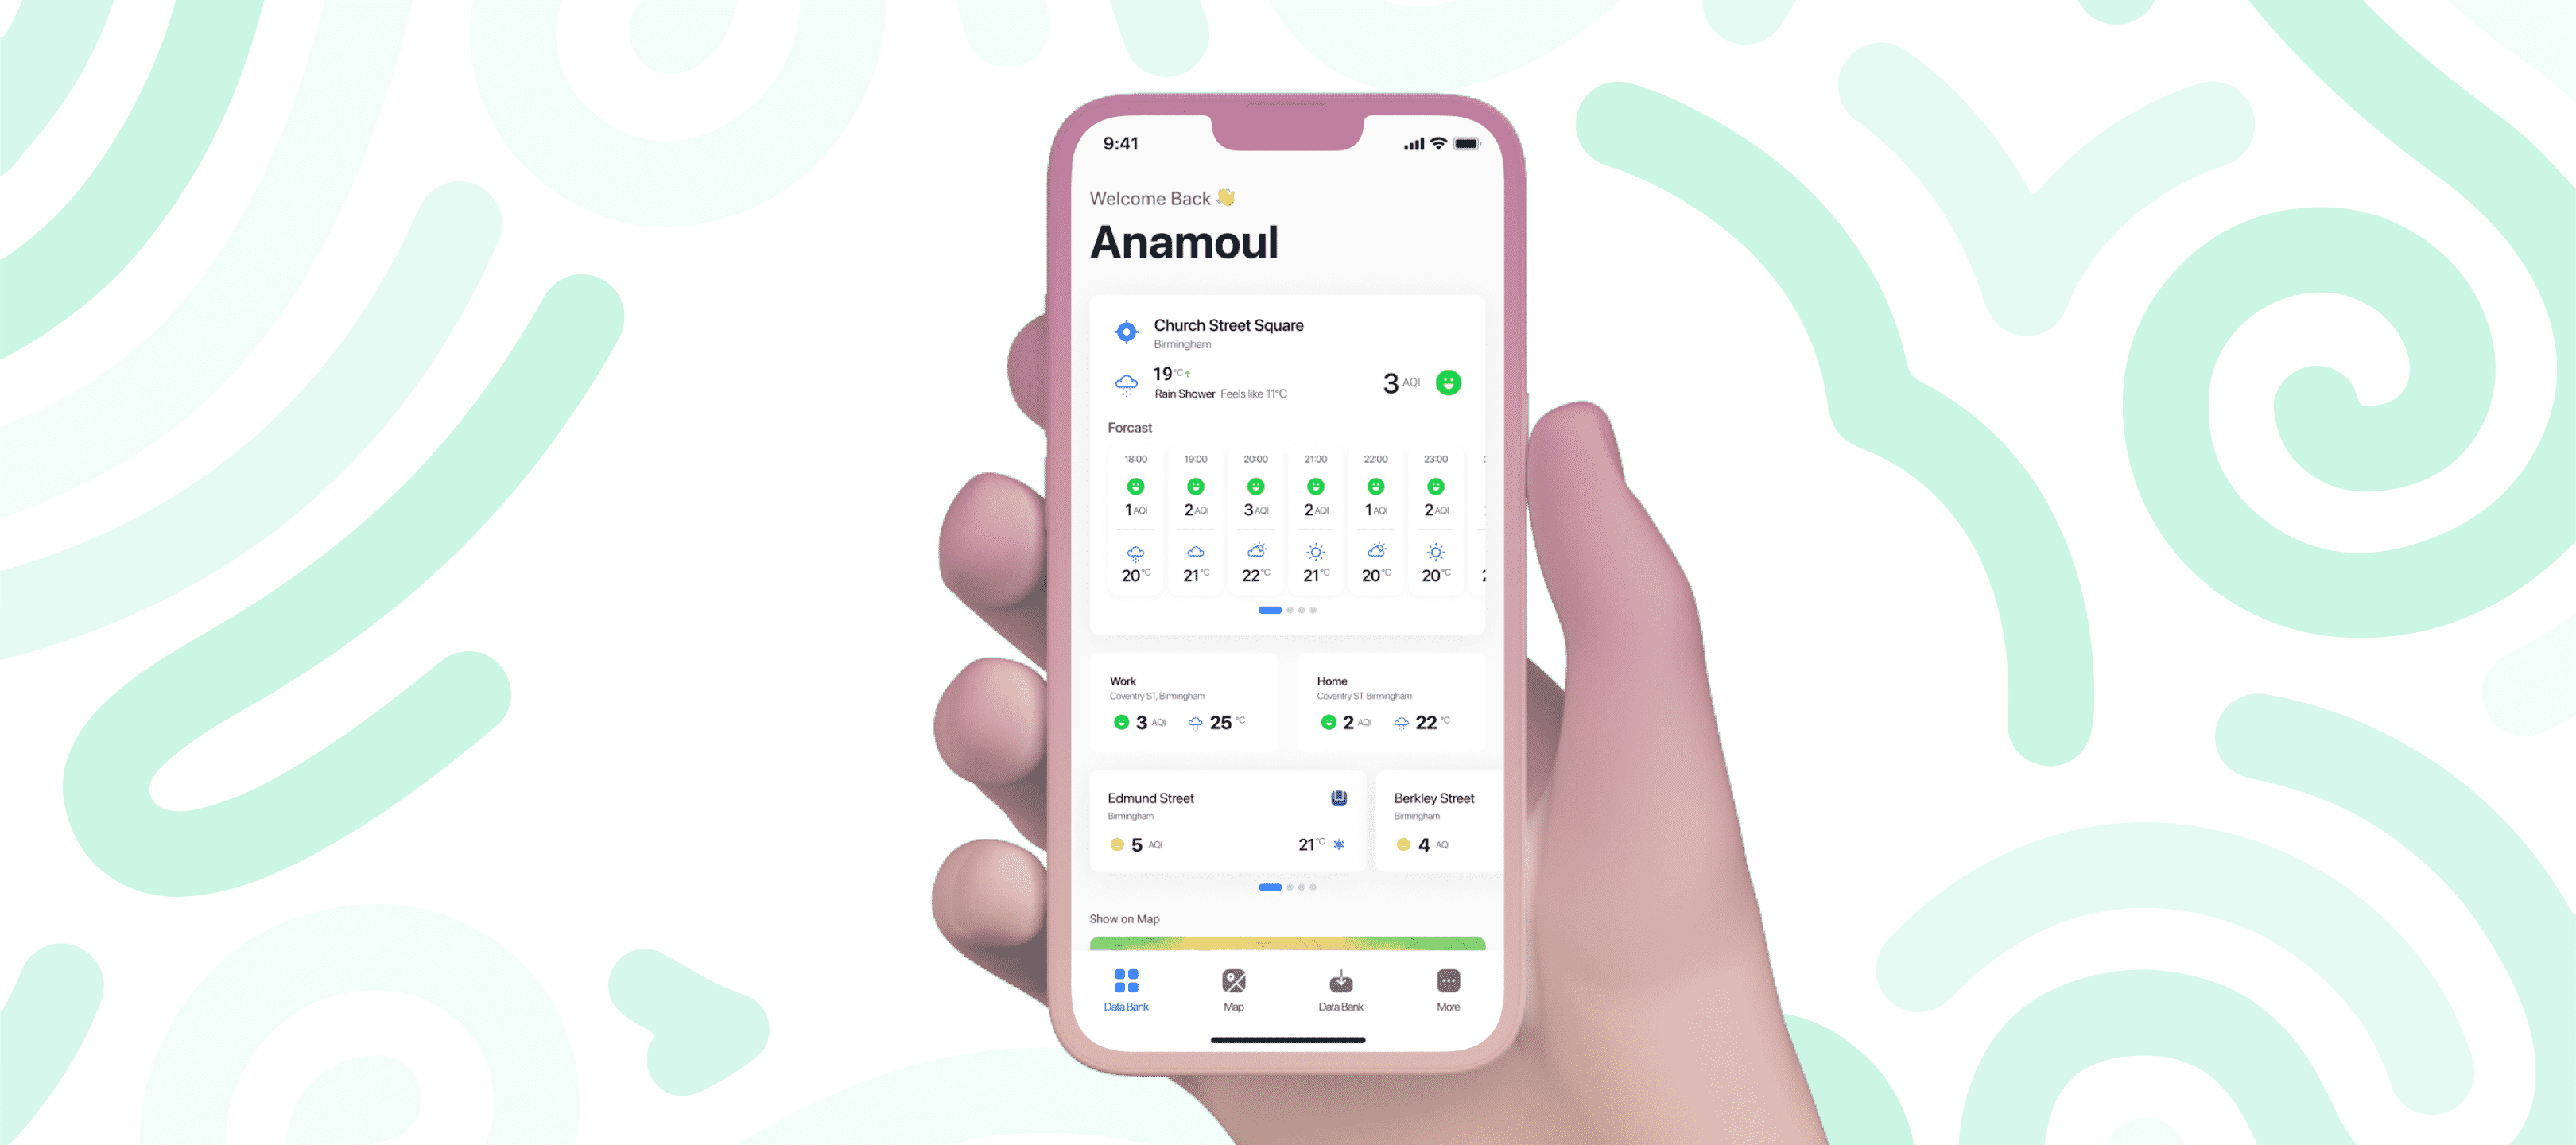 9:41
Welcome Back 👋
Anamoul
Church Street Square
Birmingham
19 °C ↑
Rain Shower Feels like 11°C
3 AQI
Forcast
18:00 19:00 20:00 21:00 22:00 23:00
1 AQI 2 AQI 3 AQI 2 AQI 1 AQI 2 AQI
20 °C 21 °C 22 °C 21 °C 20 °C 20 °C
Work Home
Coventry ST, Birmingham Coventry ST, Birmingham
3 AQI 25 °C 2 AQI 22 °C
Edmund Street Berkley Street
Birmingham Birmingham
5 AQI 21 °C 4 AQI
Show on Map
Data Bank Map Data Bank More